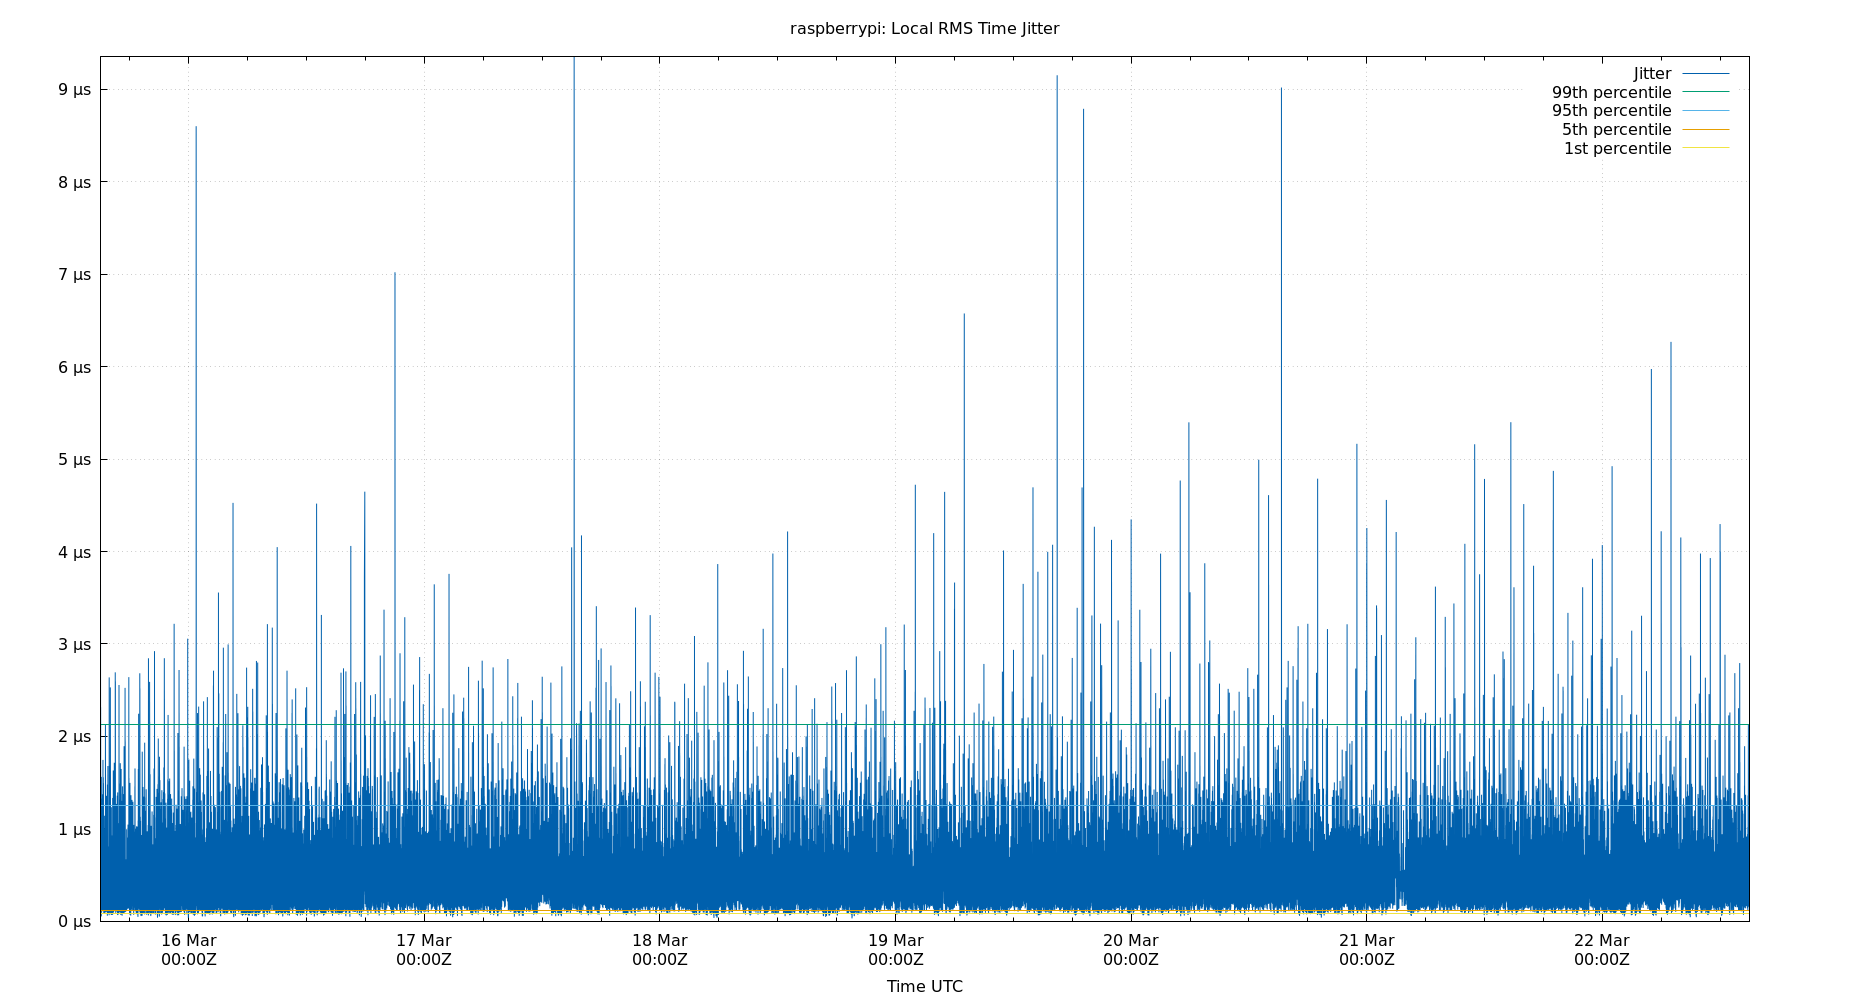 raspberrypi: Local RMS Time Jitter
Jitter
99th percentile
95th percentile
5th percentile
1st percentile
9 µs
8 µs
7 µs
6 µs
5 µs
4 µs
3 µs
2 µs
1 µs
0 µs
16 Mar 17 Mar 18 Mar 19 Mar 20 Mar 21 Mar 22 Mar
00:00Z 00:00Z 00:00Z 00:00Z 00:00Z 00:00Z 00:00Z
Time UTC